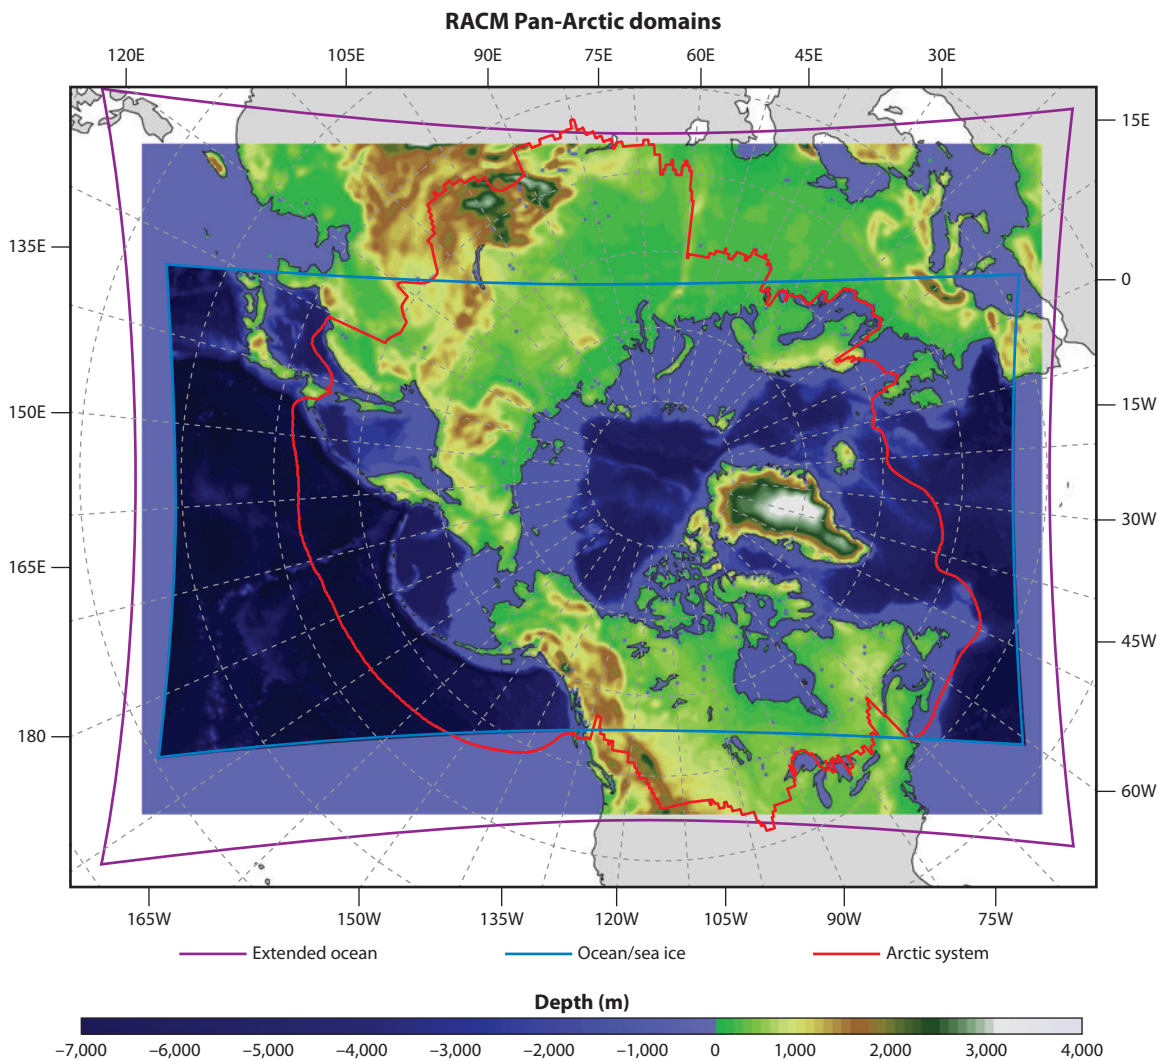 RACM Pan-Arctic domains
120E 105E 90E 75E 60E 45E 30E
15E
135E
0
150E
15W
30W
165E
45W
180
60W
165W 150W 135W 120W 105W 90W 75W
Extended ocean Ocean/sea ice Arctic system
Depth (m)
−7,000 −6,000 −5,000 −4,000 −3,000 −2,000 −1,000 0 1,000 2,000 3,000 4,000